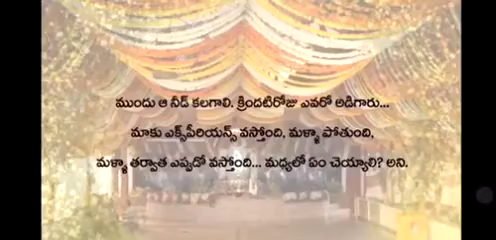 ముందు ఆ నీడ్ కలగాలి. క్రిందటిరోజు ఎవరో అడిగారు...
మాకు ఎక్స్‌పీరియన్స్ వస్తోంది, మళ్ళా పోతుంది,
మళ్ళా తర్వాత ఎప్పుడో వస్తోంది... మధ్యలో ఏం చెయ్యాలి? అని.